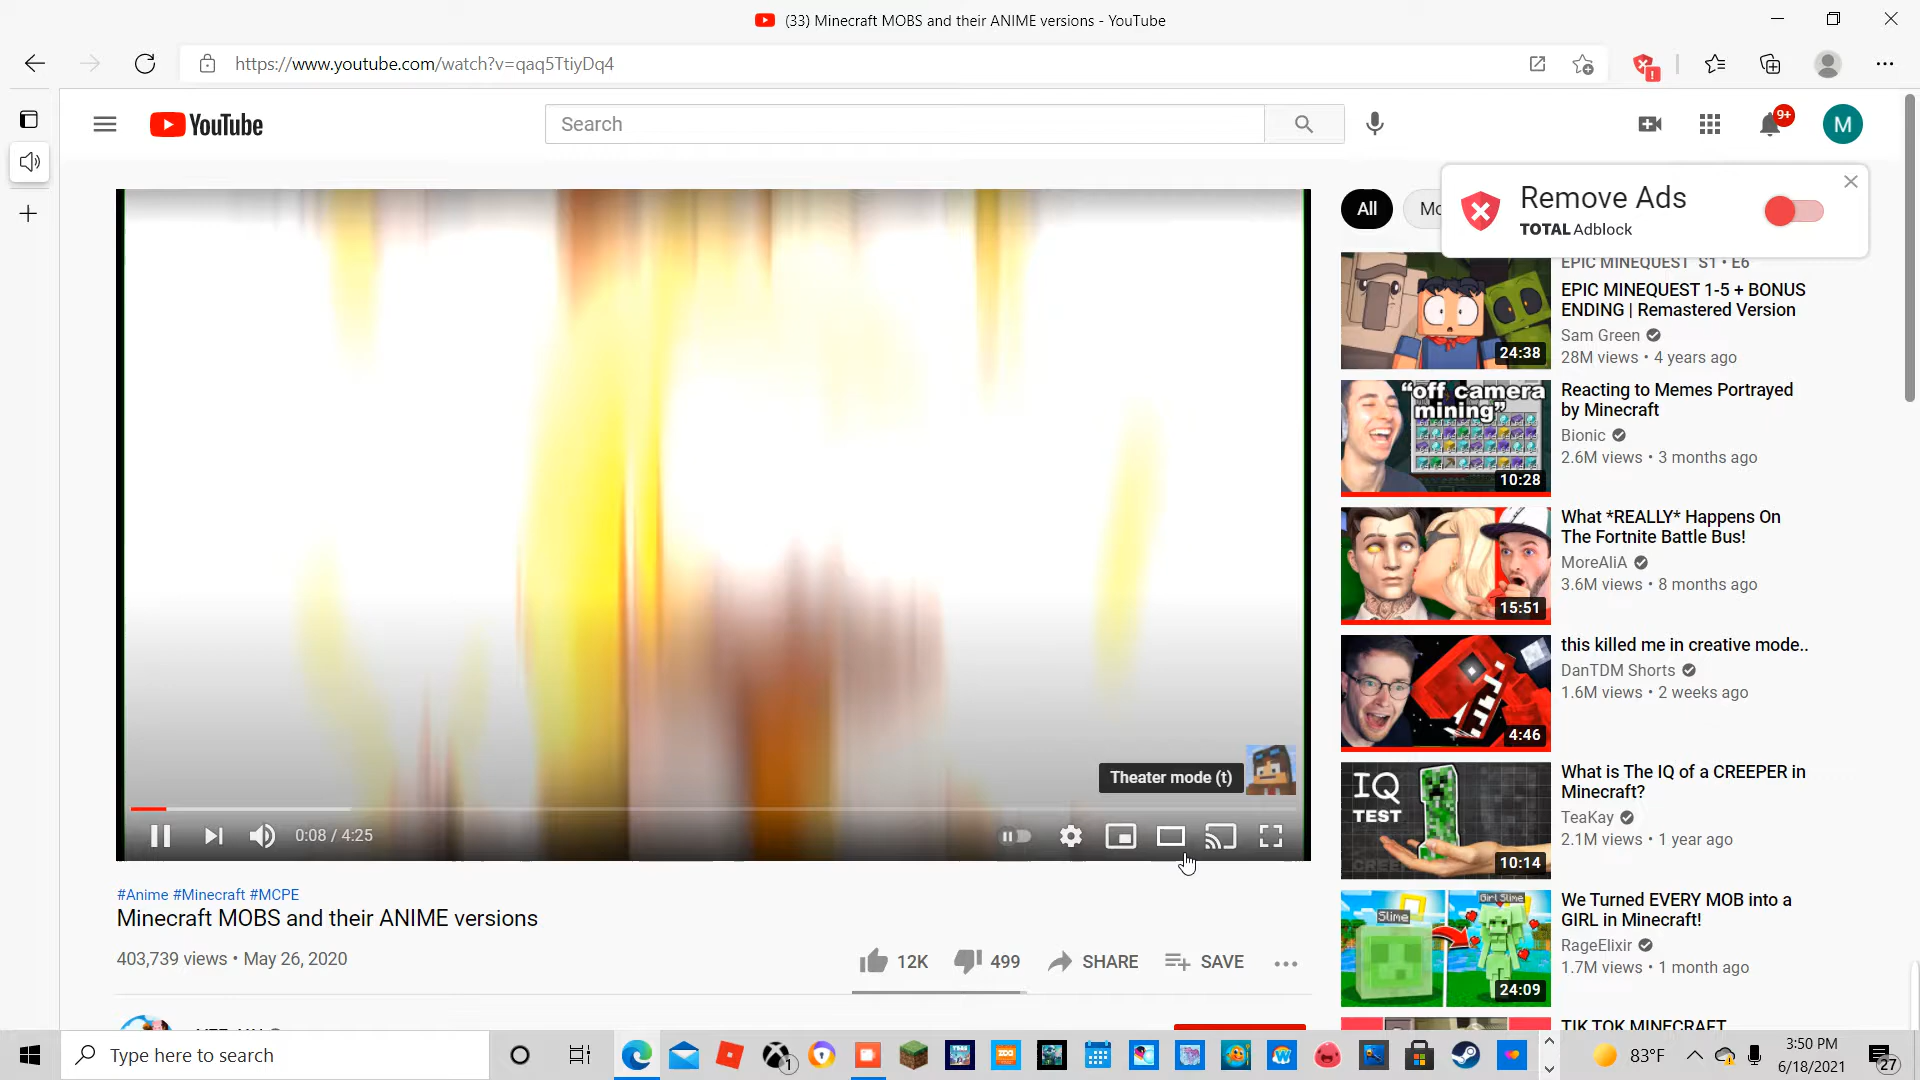 (33) Minecraft MOBS and their ANIME versions - YouTube
https://www.youtube.com/watch?v=qaq5TtiyDq4
YouTube
Search
9+
M
Remove Ads
TOTAL Adblock
All
Mo
EPIC MINEQUEST S1 • E6
EPIC MINEQUEST 1-5 + BONUS
ENDING | Remastered Version
Sam Green
28M views • 4 years ago
24:38
"off camera
mining"
10:28
Reacting to Memes Portrayed
by Minecraft
Bionic
2.6M views • 3 months ago
What *REALLY* Happens On
The Fortnite Battle Bus!
MoreAliA
3.6M views • 8 months ago
15:51
this killed me in creative mode..
DanTDM Shorts
1.6M views • 2 weeks ago
4:46
IQ
TEST
10:14
What is The IQ of a CREEPER in
Minecraft?
TeaKay
2.1M views • 1 year ago
Slime
Girl Slime
24:09
We Turned EVERY MOB into a
GIRL in Minecraft!
RageElixir
1.7M views • 1 month ago
TIK TOK MINECRAFT
Theater mode (t)
0:08 / 4:25
#Anime #Minecraft #MCPE
Minecraft MOBS and their ANIME versions
403,739 views • May 26, 2020
12K
499
SHARE
SAVE
Type here to search
1
83°F
3:50 PM
6/18/2021
27